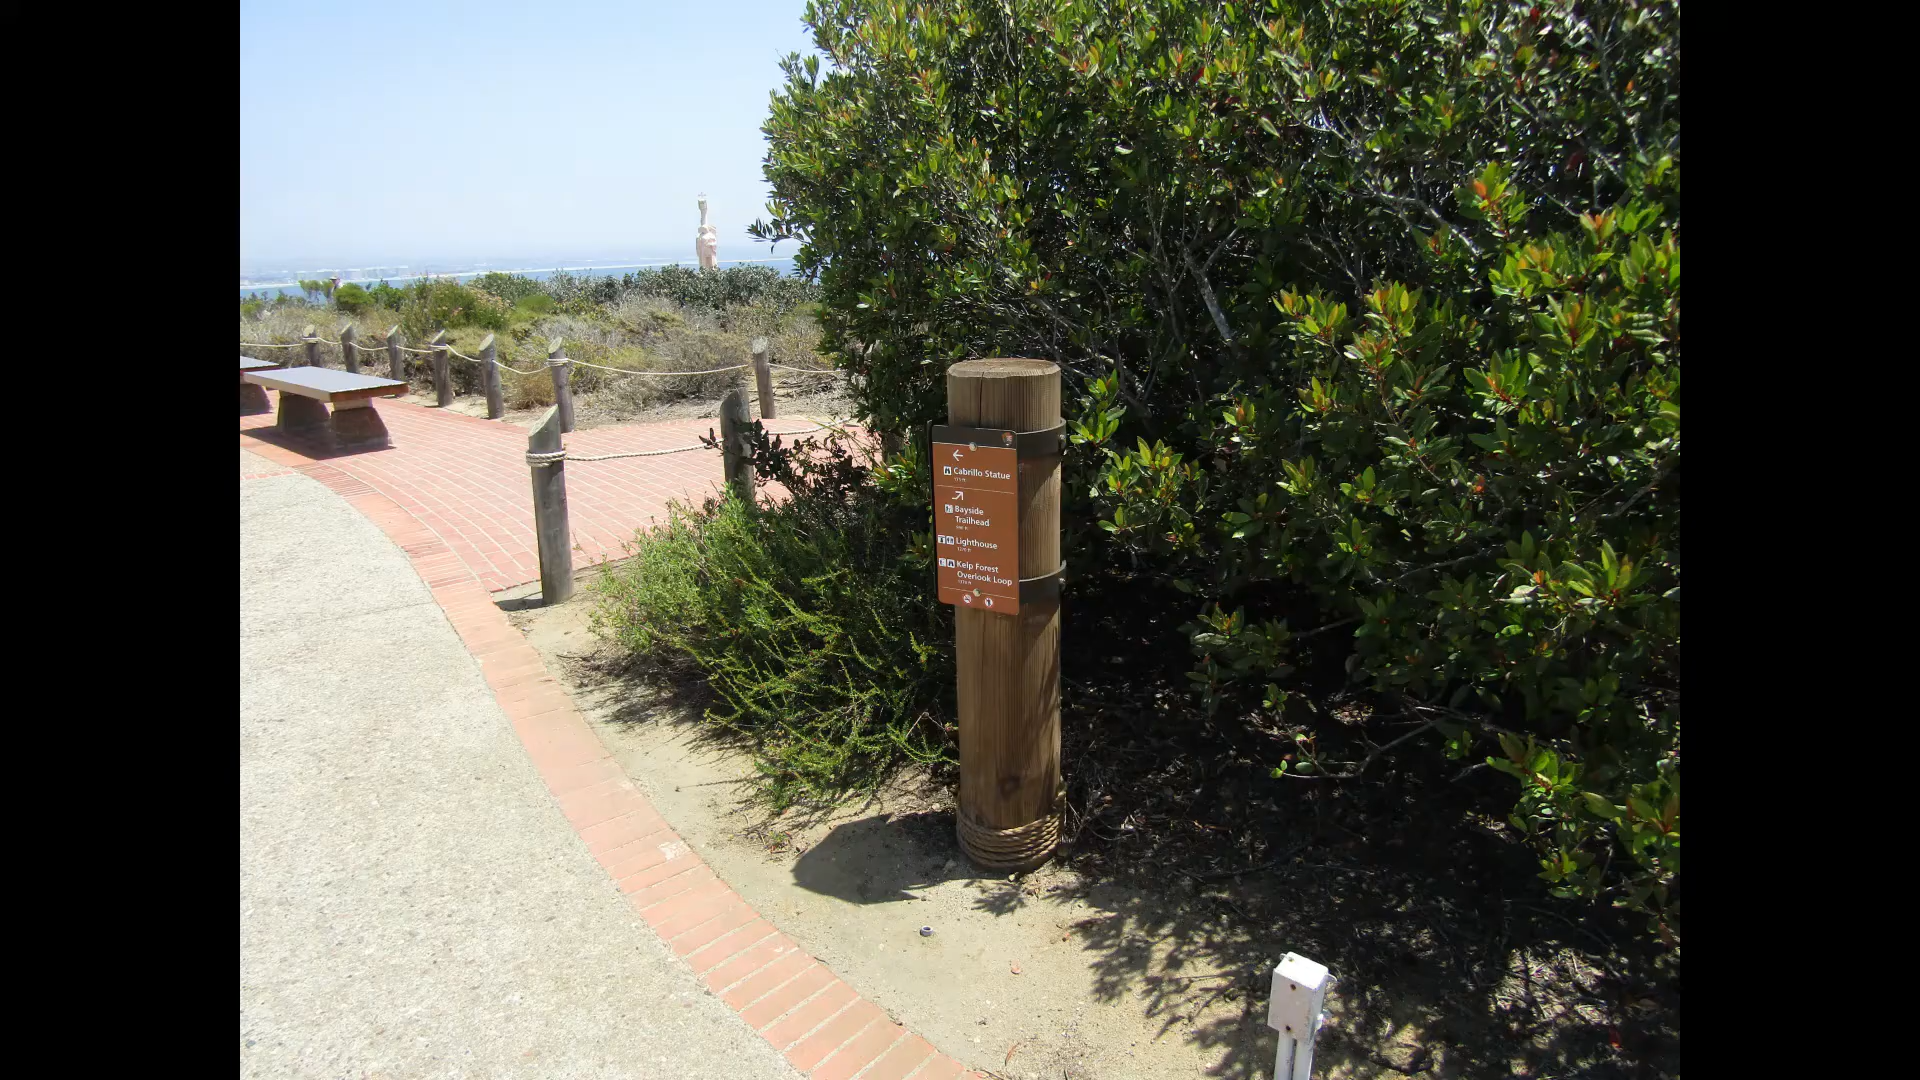 Cabrillo Statue
Bayside
Trailhead
Lighthouse
Kelp Forest
Overlook Loop